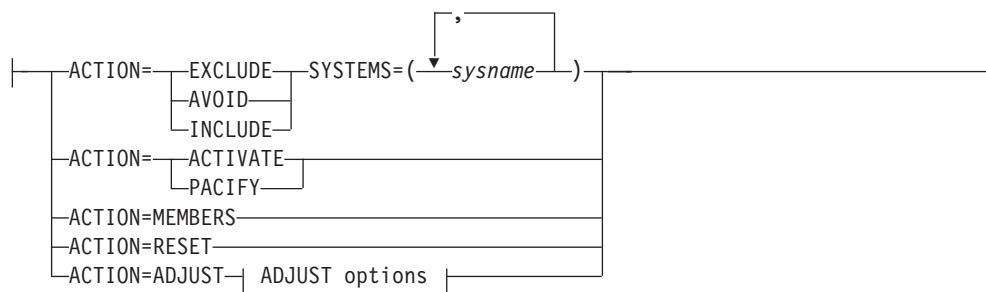 ,
ACTION= EXCLUDE SYSTEMS=( sysname )
AVOID
INCLUDE
ACTION= ACTIVATE
PACIFY
ACTION=MEMBERS
ACTION=RESET
ACTION=ADJUST ADJUST options